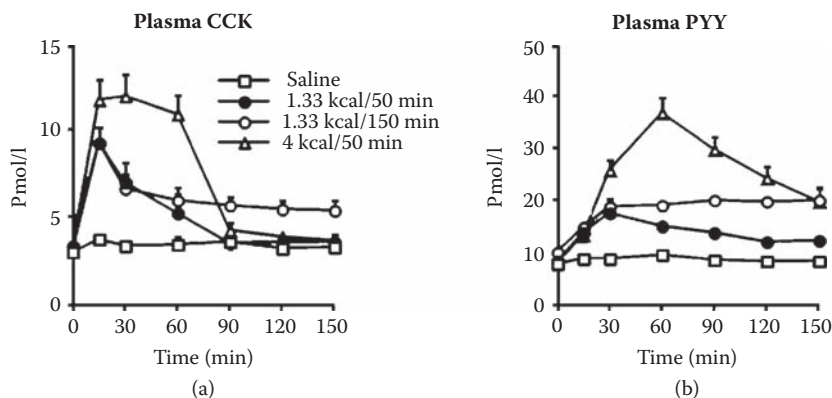 Plasma CCK
15
10
5
0
Pmol/l
Saline
1.33 kcal/50 min
1.33 kcal/150 min
4 kcal/50 min
0 30 60 90 120 150
Time (min)
(a)
Plasma PYY
50
40
30
20
10
0
Pmol/l
0 30 60 90 120 150
Time (min)
(b)